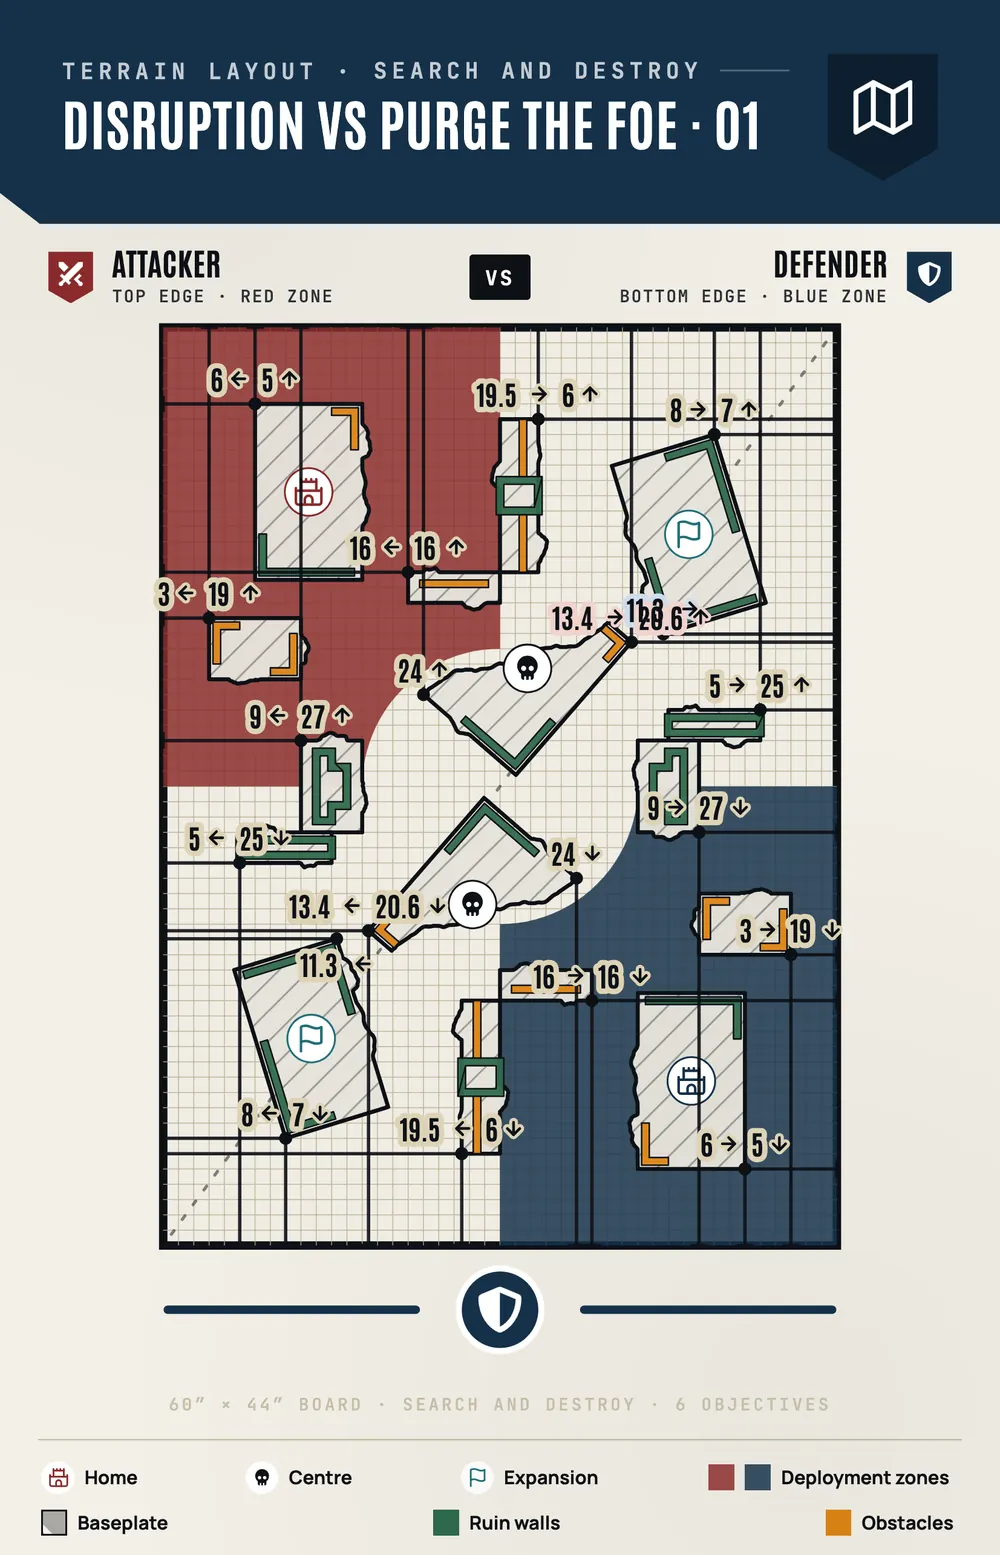 TERRAIN LAYOUT · SEARCH AND DESTROY
DISRUPTION VS PURGE THE FOE · 01
ATTACKER
TOP EDGE · RED ZONE
VS
DEFENDER
BOTTOM EDGE · BLUE ZONE
6← 5↑
19.5 → 6↑
8→ 7↑
16 ← 16 ↑
3← 19 ↑
13.4 → 20.6↑
11.3 →
24 ↑
5 → 25 ↑
9← 27 ↑
9→ 27 ↓
5 ← 25↓
24 ↓
13.4 ← 20.6 ↓
3→ 19 ↓
11.3 ←
16 → 16 ↓
8← 7↓
19.5 ← 6↓
6→ 5↓
60″ × 44″ BOARD · SEARCH AND DESTROY · 6 OBJECTIVES
Home
Centre
Expansion
Deployment zones
Baseplate
Ruin walls
Obstacles